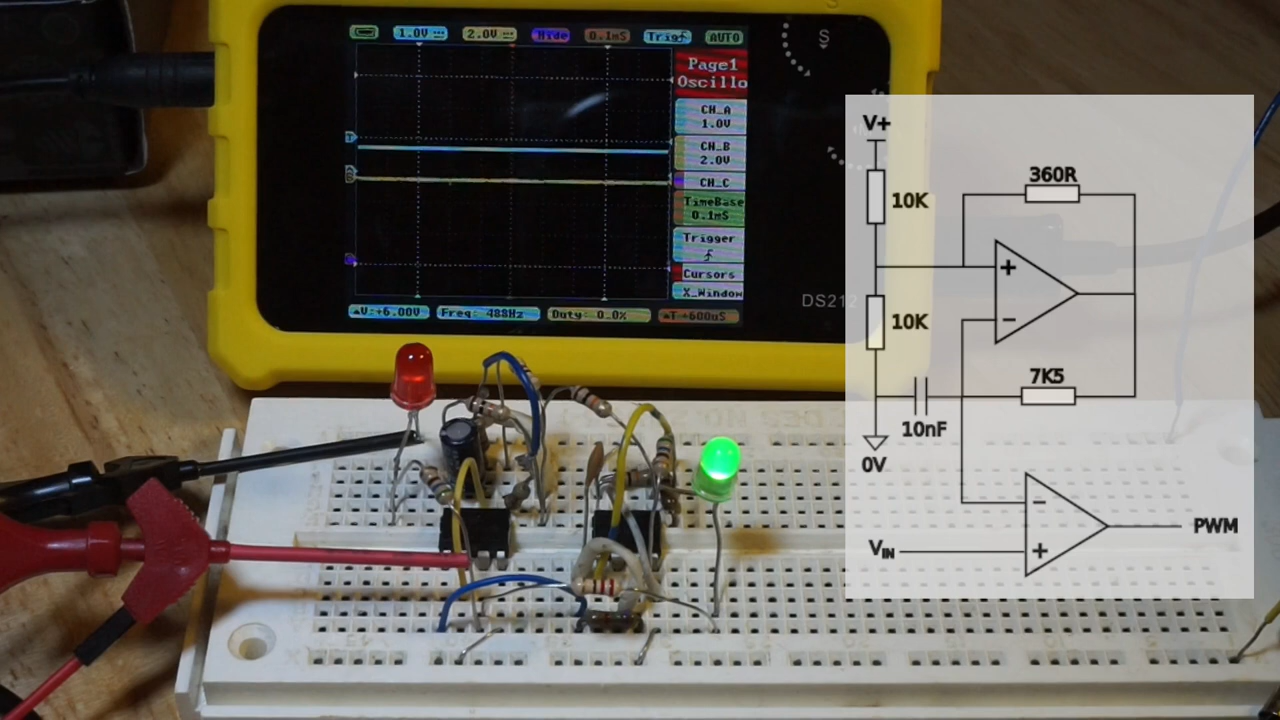 1.0V
2.0V
Hide
0.1mS
Trig
AUTO
Page1
Oscillo
CH_A
1.0V
CH_B
2.0V
CH_C
TimeBase
0.1mS
Trigger
Cursors
X_Window
▲V:+6.00V
Freq: 488Hz
Duty: 0.0%
▲T +600uS
S
DS212
V+
10K
360R
+
−
10K
7K5
10nF
0V
−
VIN
+
PWM